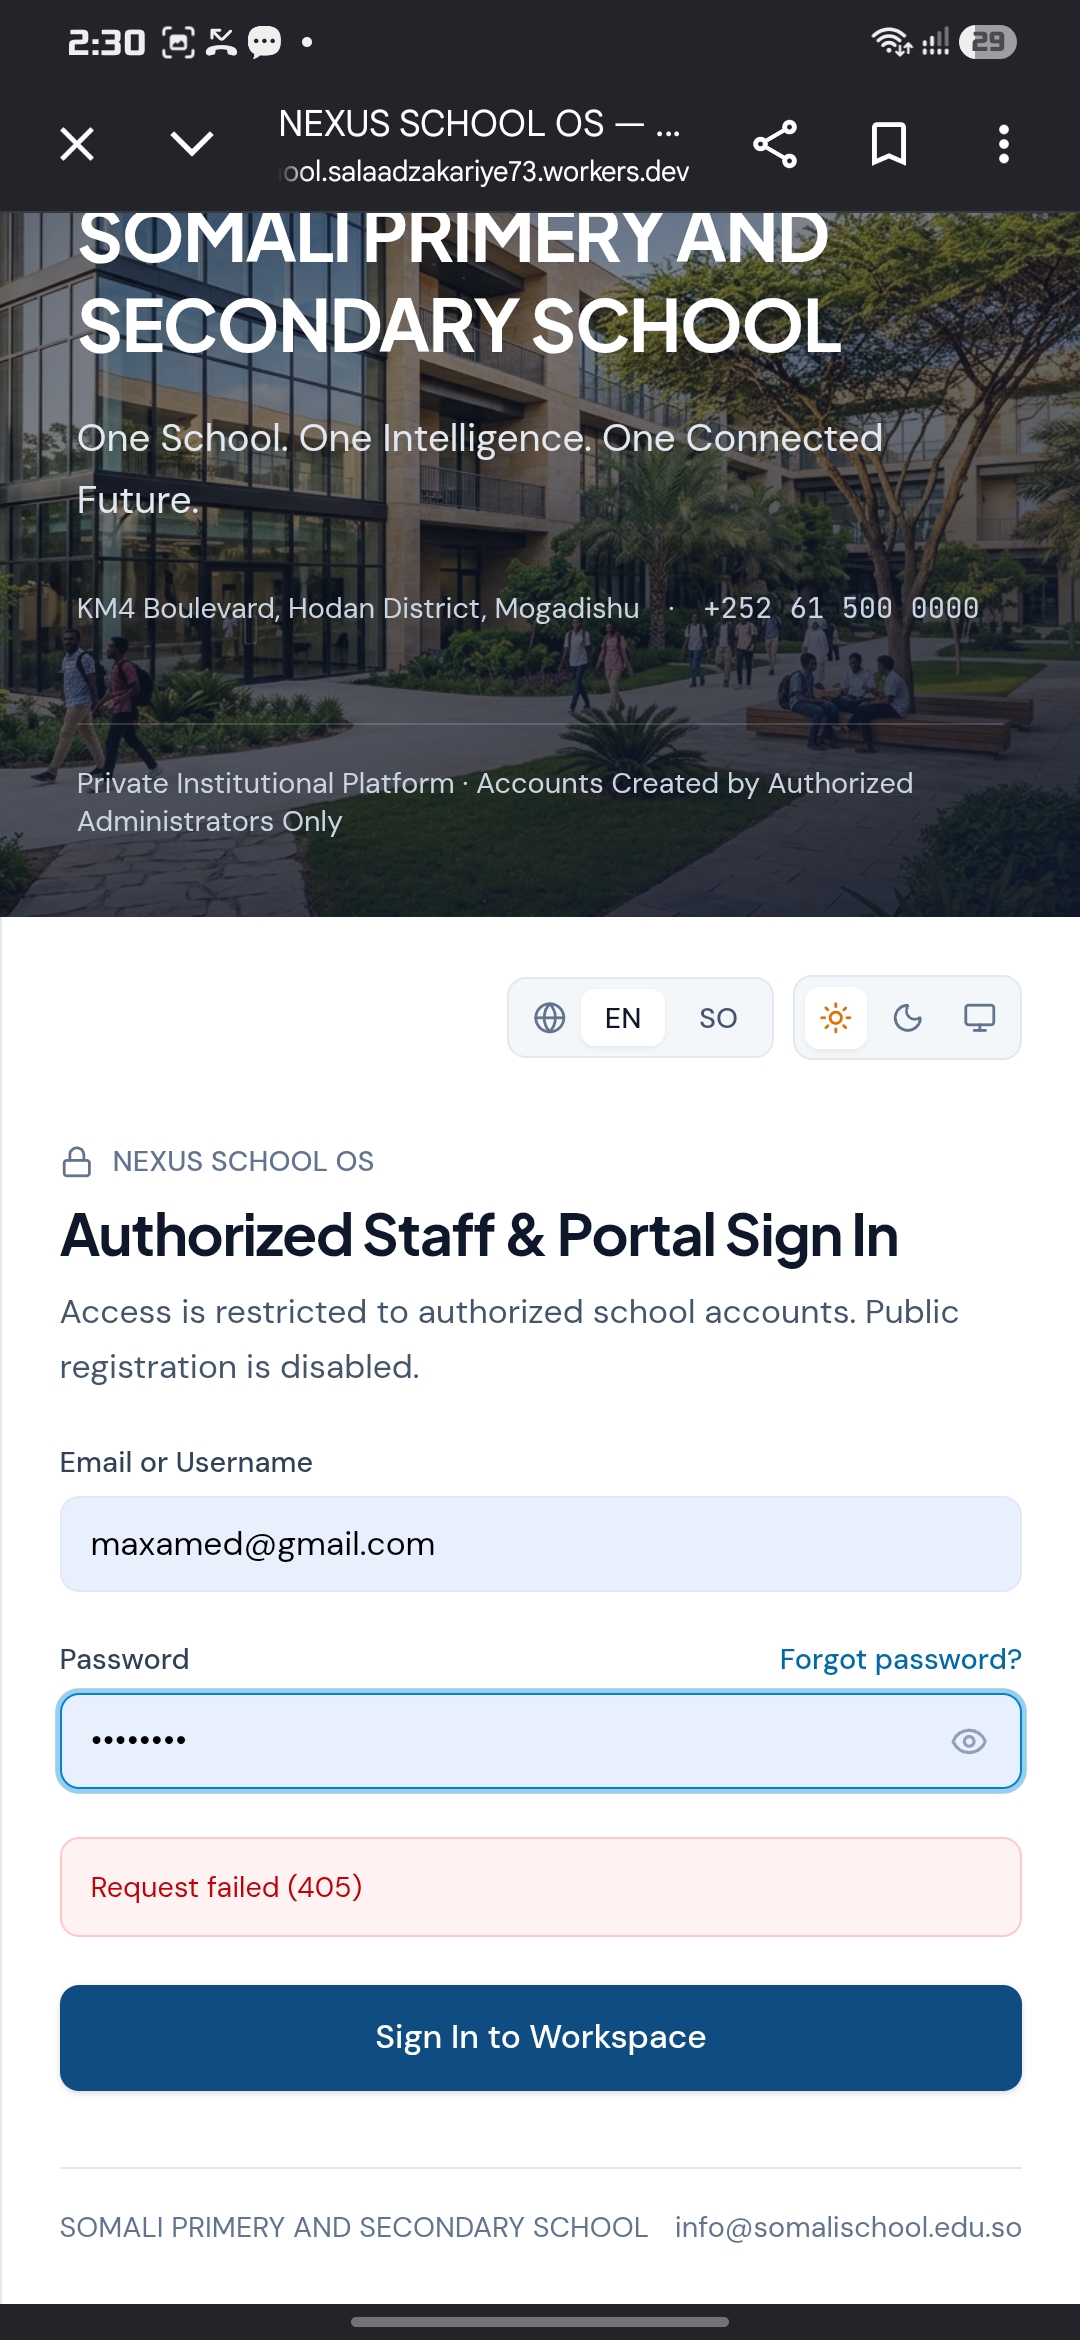 2:30
29
NEXUS SCHOOL OS — ...
ool.salaadzakariye73.workers.dev
SOMALI PRIMERY AND
SECONDARY SCHOOL
One School. One Intelligence. One Connected
Future.
KM4 Boulevard, Hodan District, Mogadishu · +252 61 500 0000
Private Institutional Platform · Accounts Created by Authorized
Administrators Only
EN SO
NEXUS SCHOOL OS
Authorized Staff & Portal Sign In
Access is restricted to authorized school accounts. Public
registration is disabled.
Email or Username
maxamed@gmail.com
Password Forgot password?
••••••••
Request failed (405)
Sign In to Workspace
SOMALI PRIMERY AND SECONDARY SCHOOL info@somalischool.edu.so